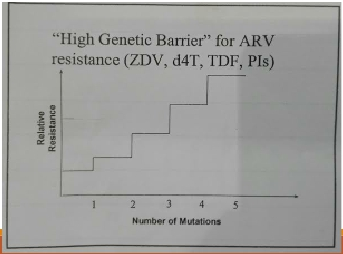 "High Genetic Barrier" for ARV
resistance (ZDV, d4T, TDF, PIs)
Relative
Resistance
1 2 3 4 5
Number of Mutations